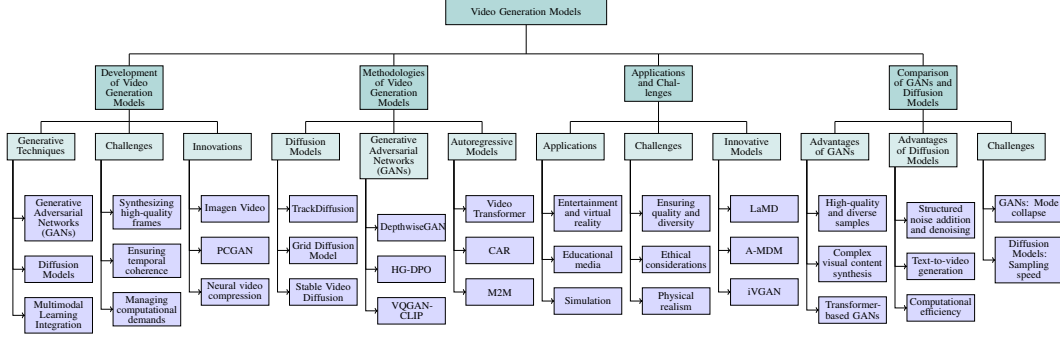 Video Generation Models
Development
of Video
Generation
Models
Methodologies
of Video
Generation
Models
Applications
and Chal-
lenges
Comparison
of GANs and
Diffusion Models
Generative
Techniques
Challenges
Innovations
Diffusion Models
Generative
Adversarial
Networks
(GANs)
Autoregressive
Models
Applications
Challenges
Innovative
Models
Advantages
of GANs
Advantages
of Diffusion
Models
Challenges
Generative
Adversarial
Networks
(GANs)
Diffusion
Models
Multimodal
Learning
Integration
Synthesizing
high-quality
frames
Ensuring
temporal
coherence
Managing
computational
demands
Imagen Video
PCGAN
Neural video
compression
TrackDiffusion
Grid Diffusion
Model
Stable Video
Diffusion
DepthwiseGAN
HG-DPO
VQGAN-
CLIP
Video
Transformer
CAR
M2M
Entertainment
and virtual
reality
Educational
media
Simulation
Ensuring
quality and
diversity
Ethical
considerations
Physical
realism
LaMD
A-MDM
iVGAN
High-quality
and diverse
samples
Complex
visual content
synthesis
Transformer-
based GANs
Structured
noise addition
and denoising
Text-to-video
generation
Computational
efficiency
GANs: Mode
collapse
Diffusion
Models:
Sampling
speed